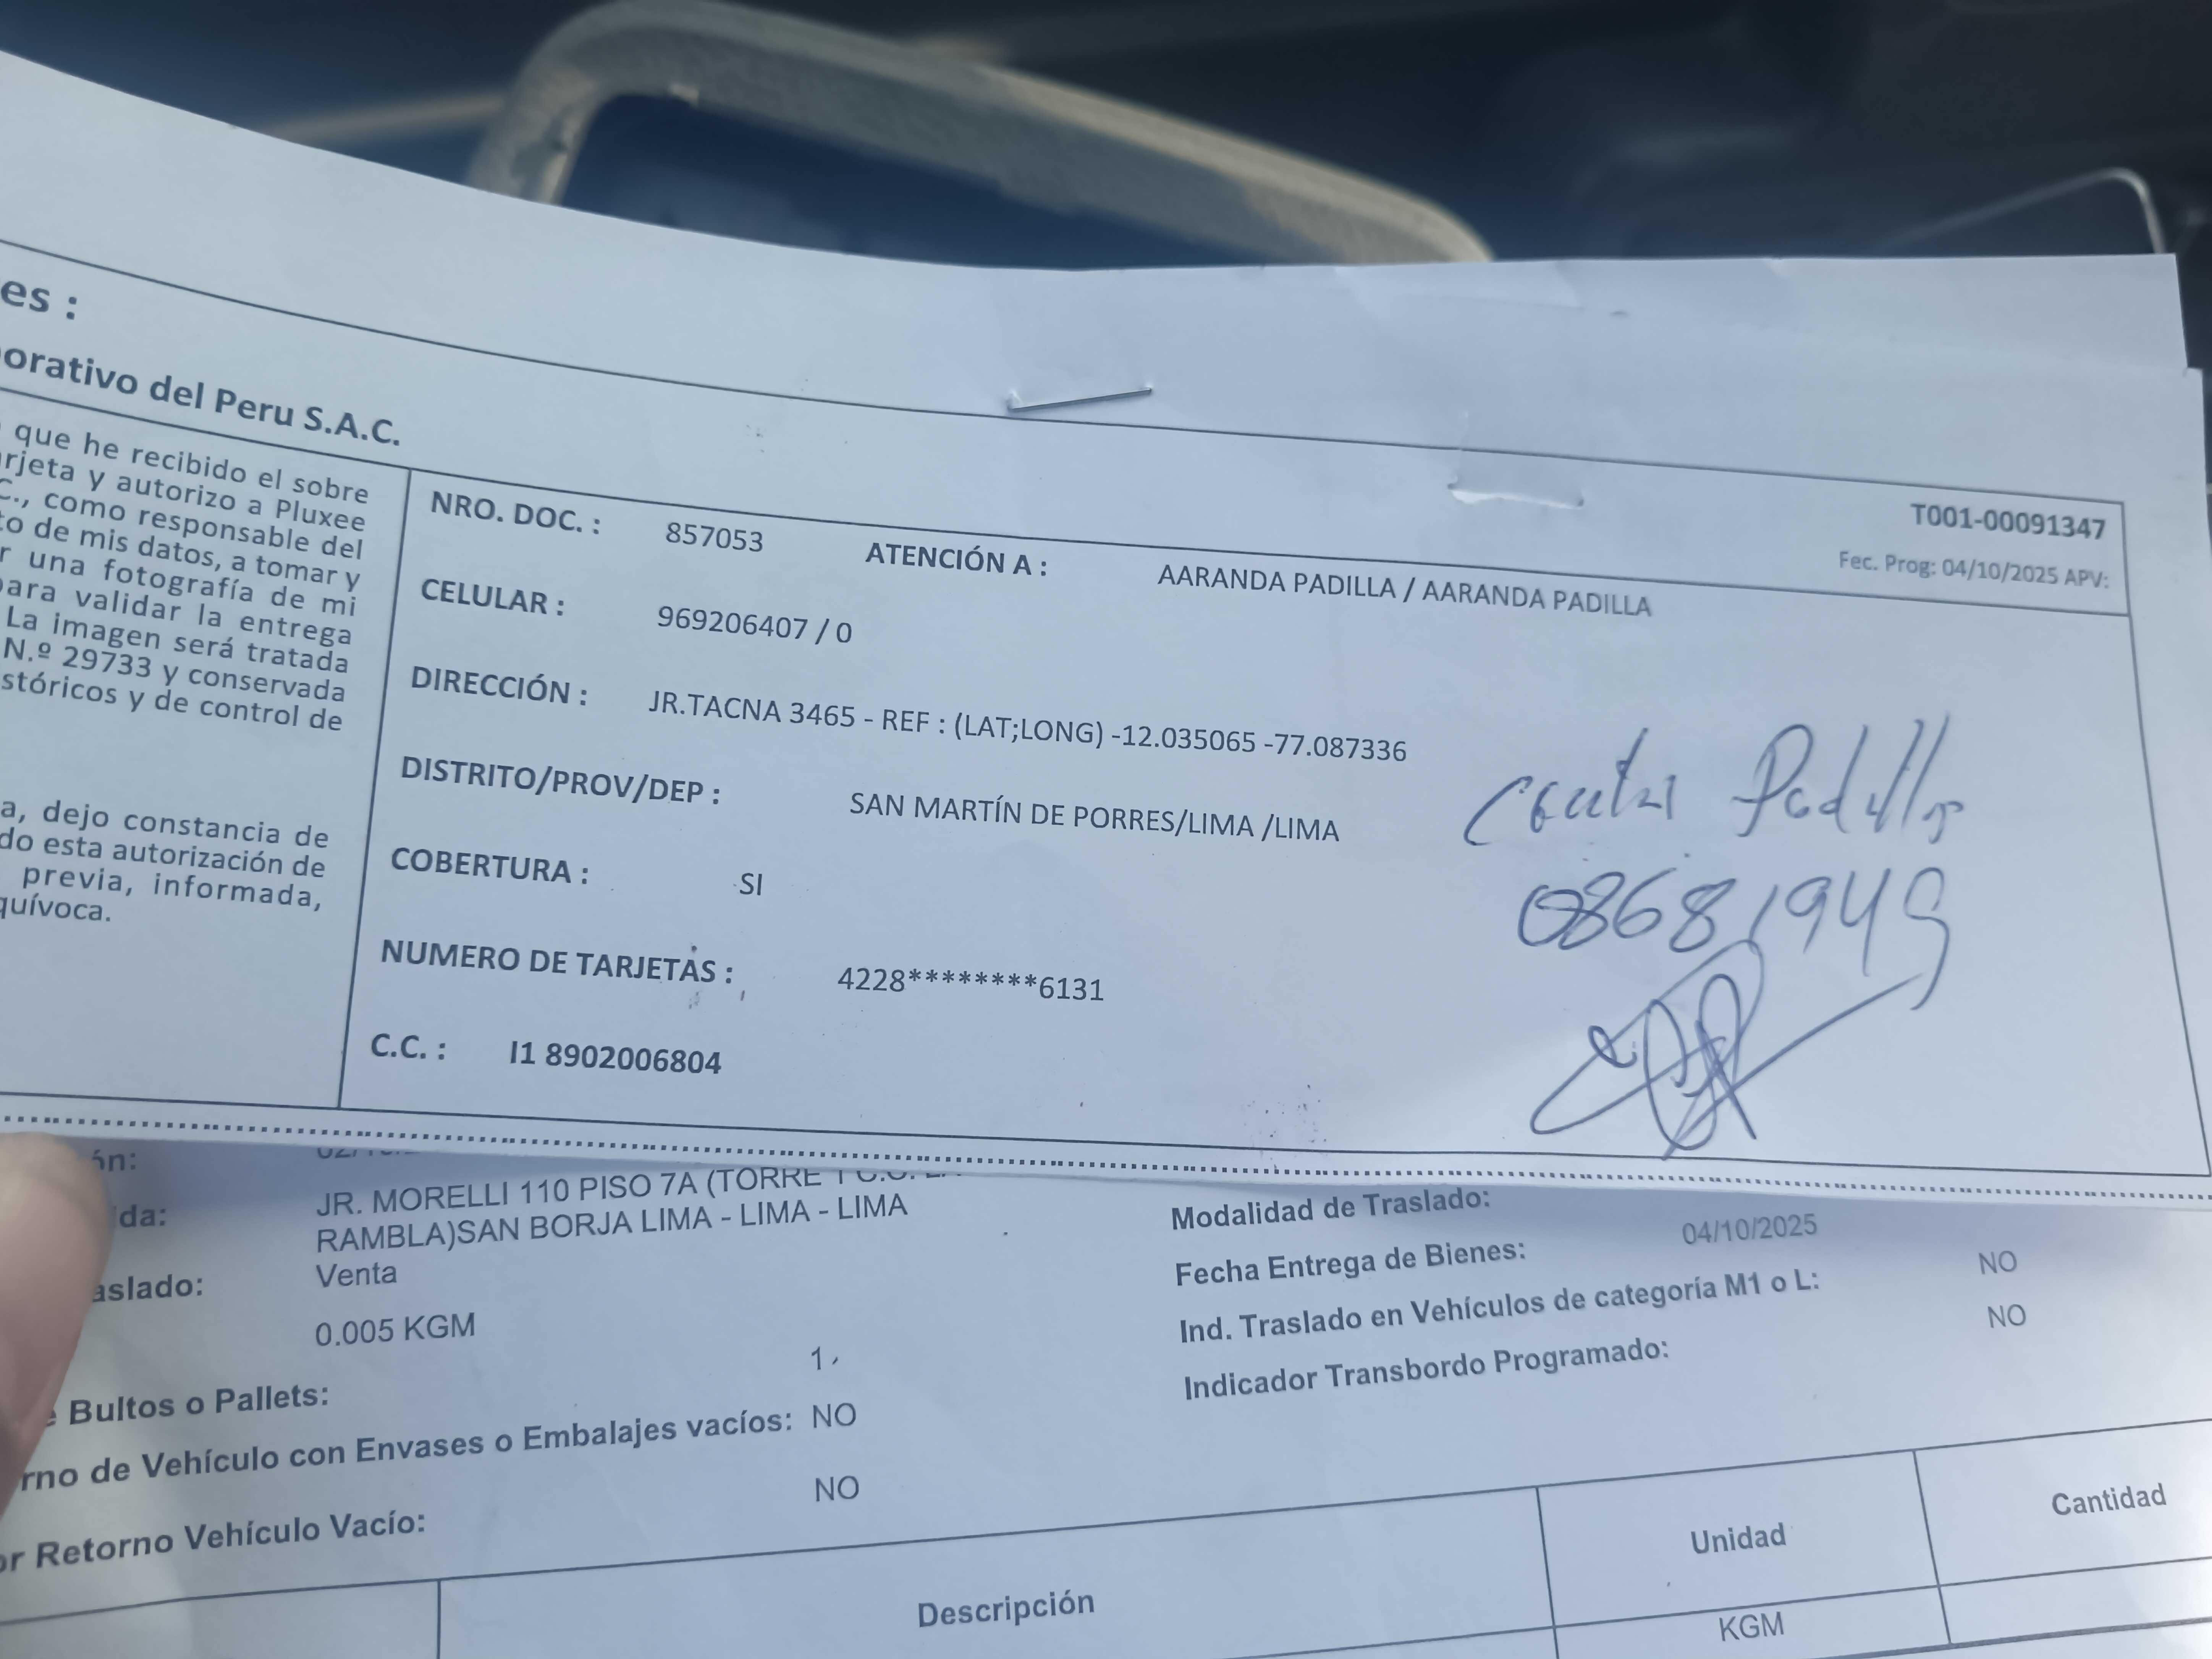 es :
orativo del Peru S.A.C.
que he recibido el sobre
rjeta y autorizo a Pluxee
C., como responsable del
to de mis datos, a tomar y
r una fotografía de mi
para validar la entrega
La imagen será tratada
N.º 29733 y conservada
stóricos y de control de
a, dejo constancia de
do esta autorización de
previa, informada,
quívoca.
T001-00091347
Fec. Prog: 04/10/2025 APV:
NRO. DOC. : 857053 ATENCIÓN A : AARANDA PADILLA / AARANDA PADILLA
CELULAR : 969206407 / 0
DIRECCIÓN : JR.TACNA 3465 - REF : (LAT;LONG) -12.035065 -77.087336
DISTRITO/PROV/DEP : SAN MARTÍN DE PORRES/LIMA /LIMA
COBERTURA : SI
NUMERO DE TARJETAS : 4228********6131
C.C. : I1 8902006804
Padilla
08681949
ón:
da: JR. MORELLI 110 PISO 7A (TORRE 1 C.C.
RAMBLA)SAN BORJA LIMA - LIMA - LIMA
aslado: Venta
0.005 KGM
e Bultos o Pallets: 1
rno de Vehículo con Envases o Embalajes vacíos: NO
or Retorno Vehículo Vacío: NO
Modalidad de Traslado:
Fecha Entrega de Bienes: 04/10/2025
Ind. Traslado en Vehículos de categoría M1 o L: NO
Indicador Transbordo Programado: NO
Descripción Unidad Cantidad
KGM